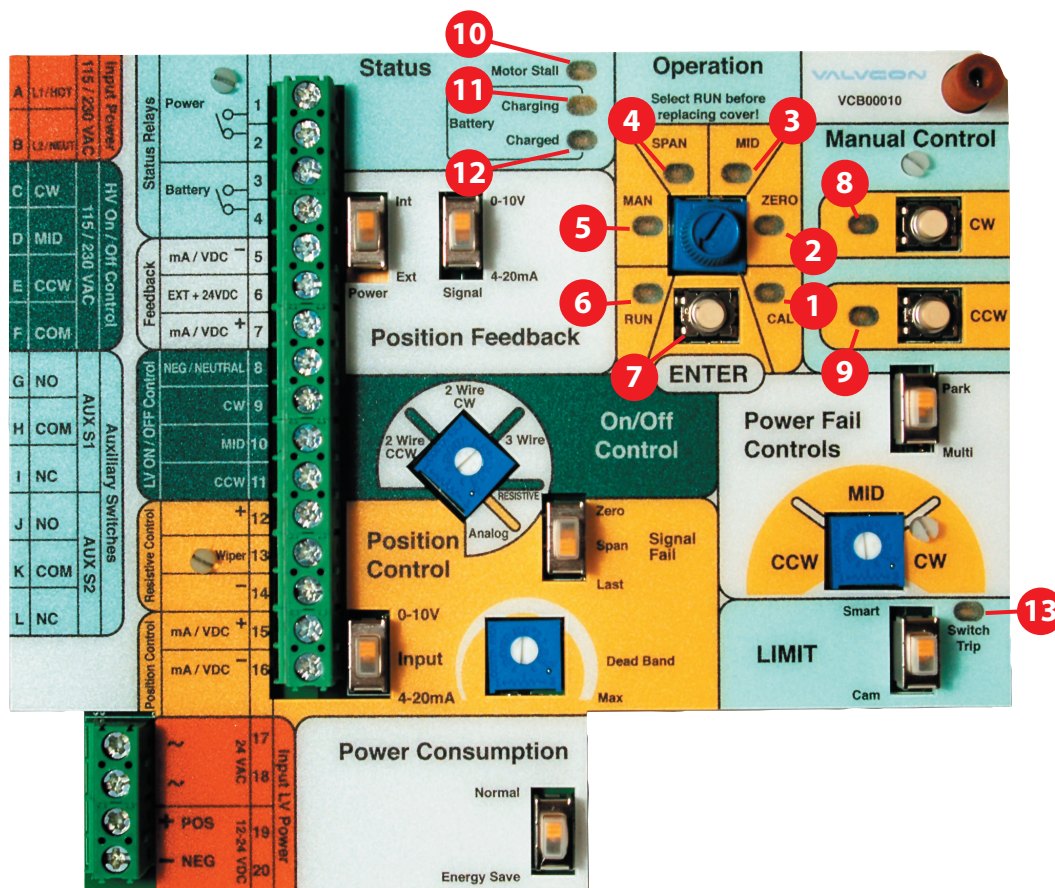 Input Power
115 / 230 VAC
A L1/HOT
B L2/NEUT
HV On / Off Control
115 / 230 VAC
C CW
D MID
E CCW
F COM
Auxiliary Switches
AUX S1
G NO
H COM
I NC
AUX S2
J NO
K COM
L NC
Status Relays
Power
1
2
Battery
3
4
Feedback
mA / VDC − 5
EXT + 24VDC 6
mA / VDC + 7
LV ON / OFF Control
NEG / NEUTRAL 8
CW 9
MID 10
CCW 11
Resistive Control
+ 12
Wiper 13
− 14
Position Control
mA / VDC + 15
mA / VDC − 16
Input LV Power
24 VAC
~ 17
~ 18
12-24 VDC
+ POS 19
− NEG 20
Status
10
Motor Stall
11
Charging
Battery
Charged
12
Int
Ext
Power
0-10V
4-20mA
Signal
Position Feedback
Operation
Select RUN before
replacing cover!
4
3
SPAN
MID
MAN
ZERO
5
2
6
1
RUN
CAL
7
ENTER
VALVCON
VCB00010
Manual Control
8
CW
9
CCW
On/Off
Control
2 Wire
CW
2 Wire
CCW
3 Wire
RESISTIVE
Analog
Position
Control
Zero
Span
Last
Signal
Fail
0-10V
Input
4-20mA
Dead Band
Max
Power Fail
Controls
Park
Multi
MID
CCW
CW
LIMIT
Smart
Cam
13
Switch
Trip
Power Consumption
Normal
Energy Save